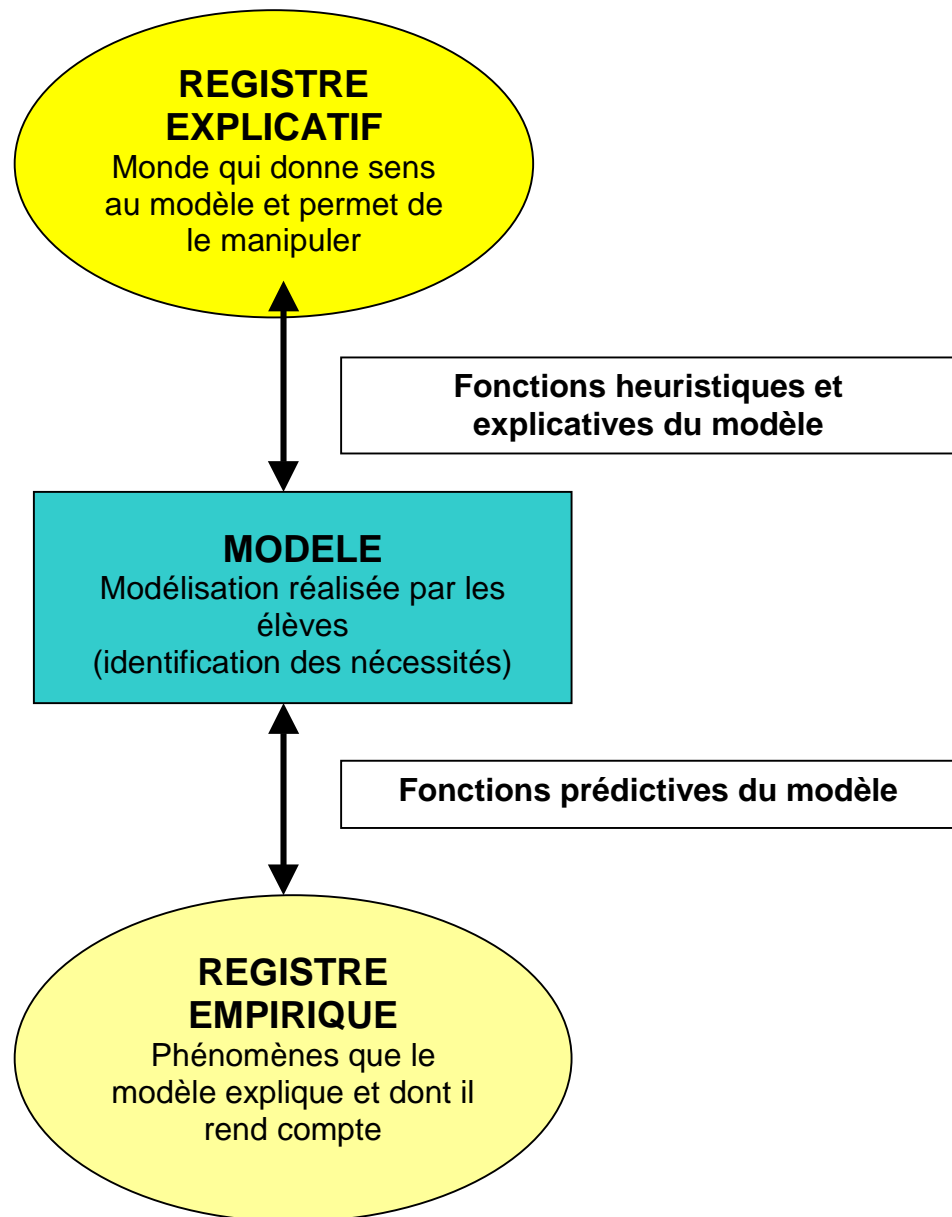 REGISTRE
EXPLICATIF
Monde qui donne sens
au modèle et permet de
le manipuler
Fonctions heuristiques et
explicatives du modèle
MODELE
Modélisation réalisée par les
élèves
(identification des nécessités)
Fonctions prédictives du modèle
REGISTRE
EMPIRIQUE
Phénomènes que le
modèle explique et dont il
rend compte